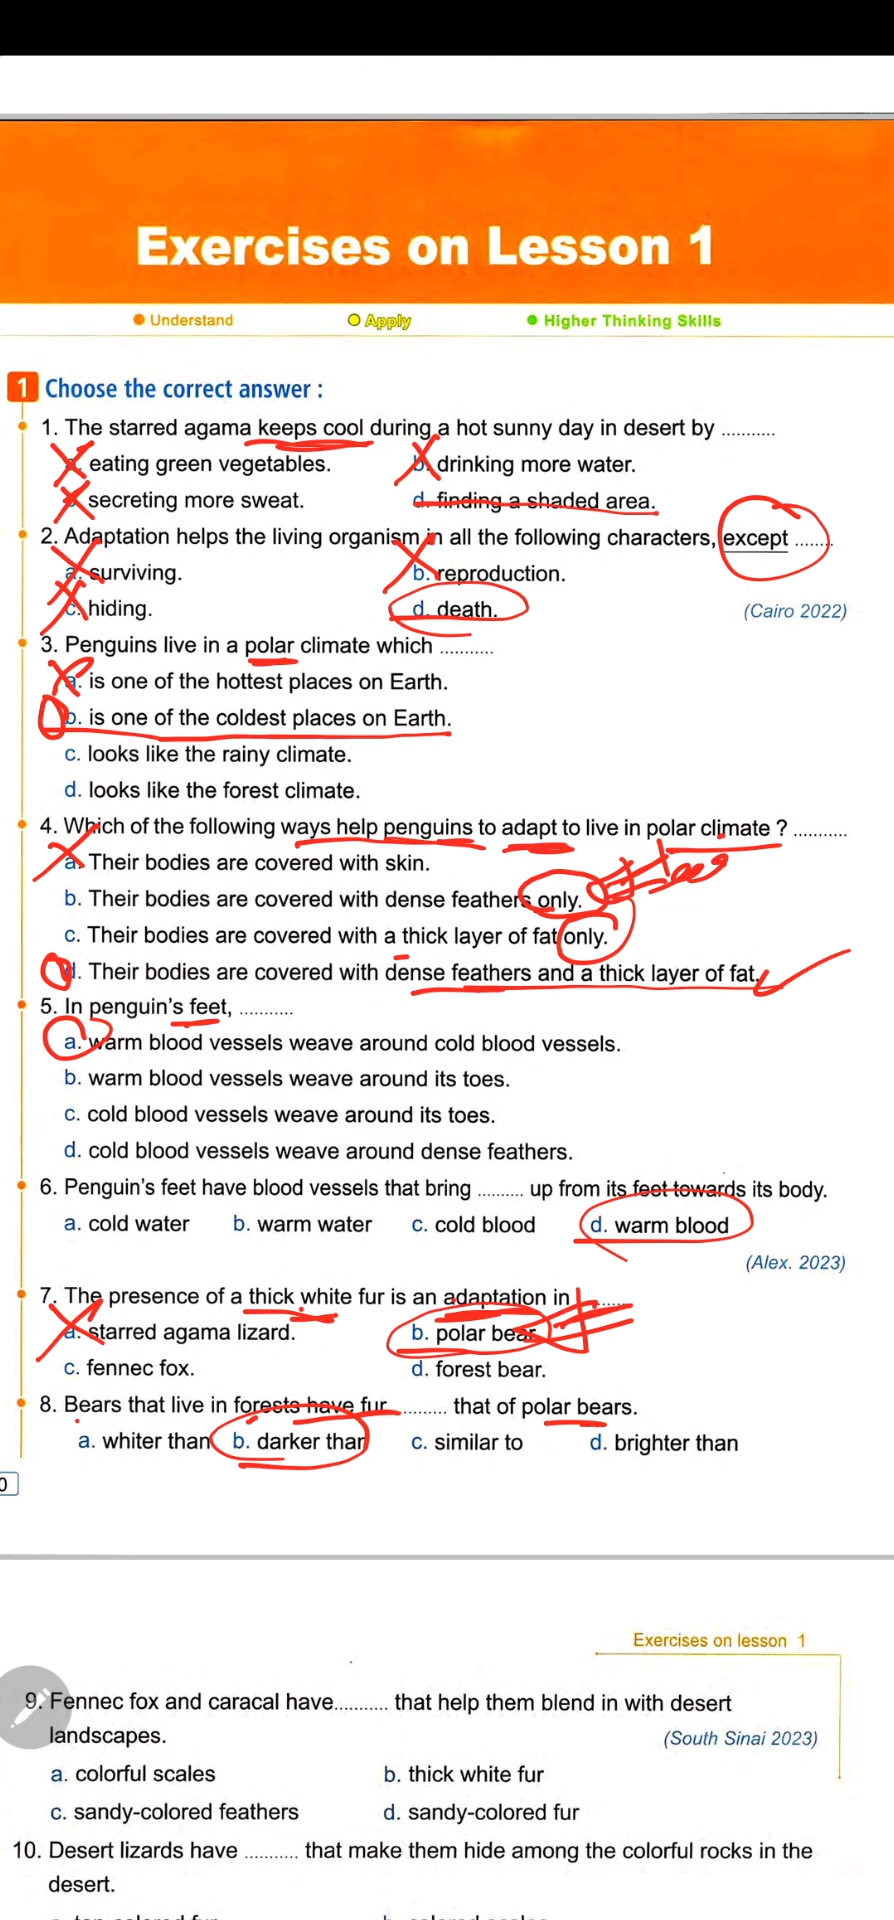 Exercises on Lesson 1
Understand Apply Higher Thinking Skills
1 Choose the correct answer :
1. The starred agama keeps cool during a hot sunny day in desert by ...........
eating green vegetables. b. drinking more water.
secreting more sweat. d. finding a shaded area.
2. Adaptation helps the living organism in all the following characters, except ........
a. surviving. b. reproduction.
c. hiding. d. death. (Cairo 2022)
3. Penguins live in a polar climate which ...........
a. is one of the hottest places on Earth.
b. is one of the coldest places on Earth.
c. looks like the rainy climate.
d. looks like the forest climate.
4. Which of the following ways help penguins to adapt to live in polar climate ? ...........
a. Their bodies are covered with skin.
b. Their bodies are covered with dense feathers only.
c. Their bodies are covered with a thick layer of fat only.
d. Their bodies are covered with dense feathers and a thick layer of fat.
5. In penguin's feet, ...........
a. warm blood vessels weave around cold blood vessels.
b. warm blood vessels weave around its toes.
c. cold blood vessels weave around its toes.
d. cold blood vessels weave around dense feathers.
6. Penguin's feet have blood vessels that bring ......... up from its feet towards its body.
a. cold water b. warm water c. cold blood d. warm blood
(Alex. 2023)
7. The presence of a thick white fur is an adaptation in ...........
a. starred agama lizard. b. polar bear.
c. fennec fox. d. forest bear.
8. Bears that live in forests have fur ........... that of polar bears.
a. whiter than b. darker than c. similar to d. brighter than
Exercises on lesson 1
9. Fennec fox and caracal have........... that help them blend in with desert
landscapes. (South Sinai 2023)
a. colorful scales b. thick white fur
c. sandy-colored feathers d. sandy-colored fur
10. Desert lizards have ........... that make them hide among the colorful rocks in the
desert.